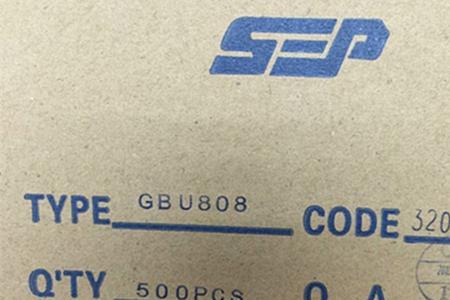 SEP
TYPE GBU808 CODE 320
Q'TY 500PCS Q A